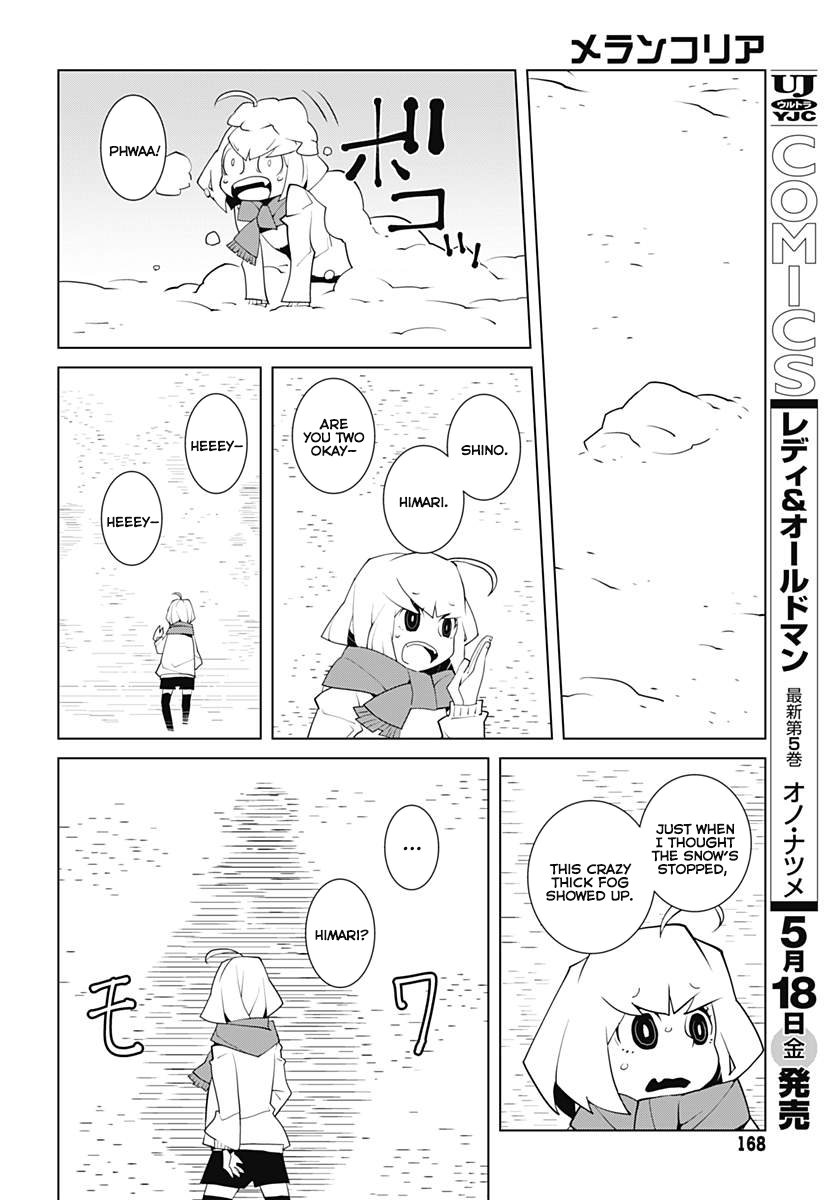 メランコリア
UJ
ウルトラ
YJC
COMICS
レディ&オールドマン
最新第5巻
オノ・ナツメ
5月18日㊎発売
ボコッ
PHWAA!
SHINO.
HIMARI.
ARE
YOU TWO
OKAY–
HEEEY–
HEEEY–
JUST WHEN
I THOUGHT
THE SNOW'S
STOPPED,
THIS CRAZY
THICK FOG
SHOWED UP.
...
HIMARI?
モワ
168